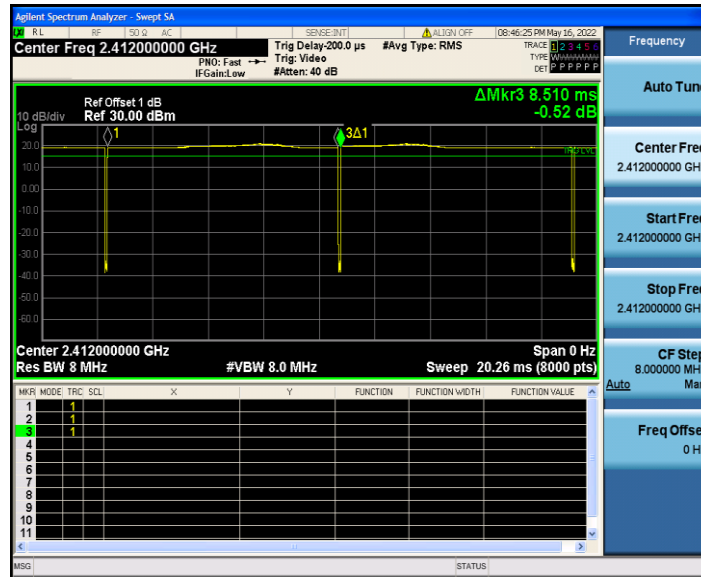 Agilent Spectrum Analyzer - Swept SA
RL RF 50 Ω AC SENSE:INT ALIGN OFF 08:46:25 PM May 16, 2022
Center Freq 2.412000000 GHz
PNO: Fast
IFGain:Low
Trig Delay-200.0 µs
Trig: Video
#Atten: 40 dB
#Avg Type: RMS
TRACE 1 2 3 4 5 6
TYPE
DET P P P P P P
Frequency
ΔMkr3 8.510 ms
-0.52 dB
Ref Offset 1 dB
10 dB/div Ref 30.00 dBm
Log
1
3Δ1
20.0
10.0
0.00
-10.0
-20.0
-30.0
-40.0
-50.0
-60.0
Center 2.412000000 GHz Span 0 Hz
Res BW 8 MHz #VBW 8.0 MHz Sweep 20.26 ms (8000 pts)
MKR MODE TRC SCL X Y FUNCTION FUNCTION WIDTH FUNCTION VALUE
1 1
2 1
3 1
4
5
6
7
8
9
10
11
MSG STATUS
Auto Tun
Center Fre
2.412000000 GH
Start Fre
2.412000000 GH
Stop Fre
2.412000000 GH
CF Ste
8.000000 MH
Auto Ma
Freq Offse
0 H